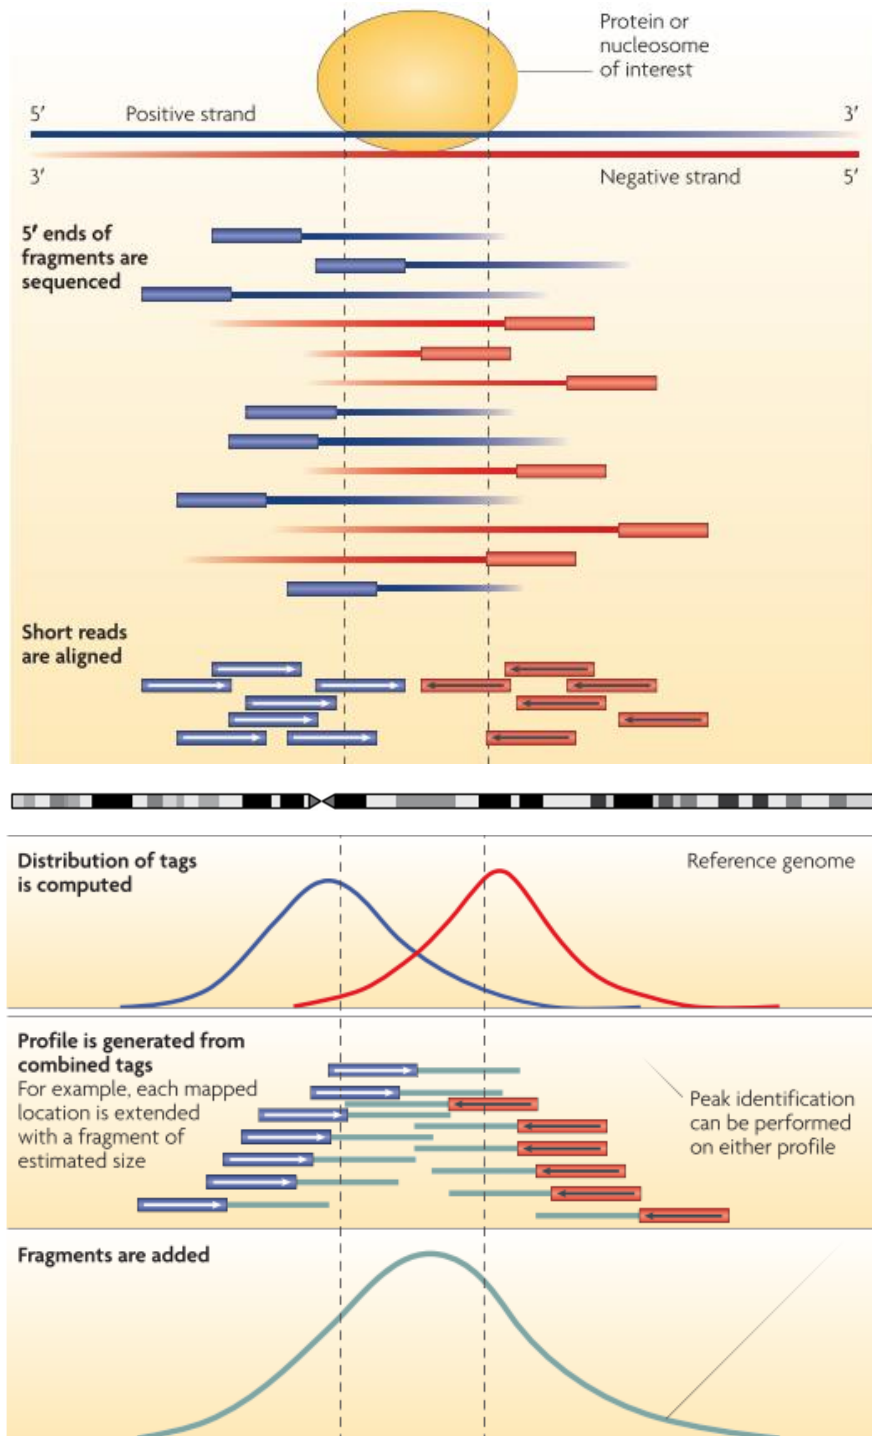 Protein or
nucleosome
of interest
5′
Positive strand
3′
3′
Negative strand
5′
5′ ends of
fragments are
sequenced
Short reads
are aligned
Distribution of tags
is computed
Reference genome
Profile is generated from
combined tags
For example, each mapped
location is extended
with a fragment of
estimated size
Peak identification
can be performed
on either profile
Fragments are added